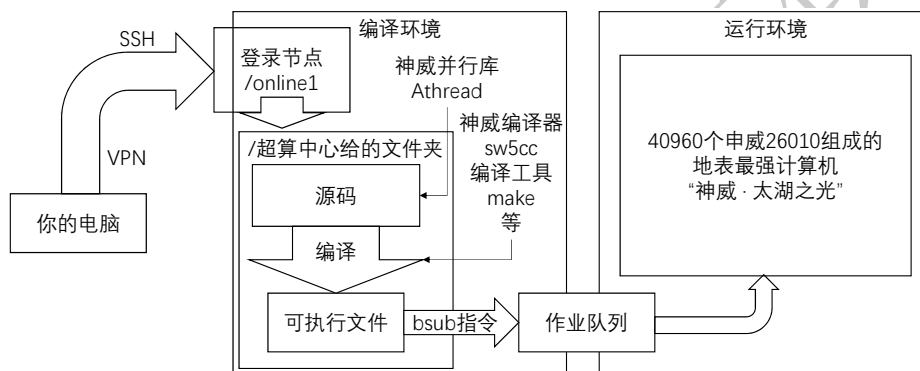 SSH
VPN
你的电脑
编译环境
登录节点
/online1
神威并行库
Athread
神威编译器
sw5cc
编译工具
make
等
/超算中心给的文件夹
源码
编译
可执行文件
bsub指令
作业队列
运行环境
40960个申威26010组成的
地表最强计算机
“神威 · 太湖之光”